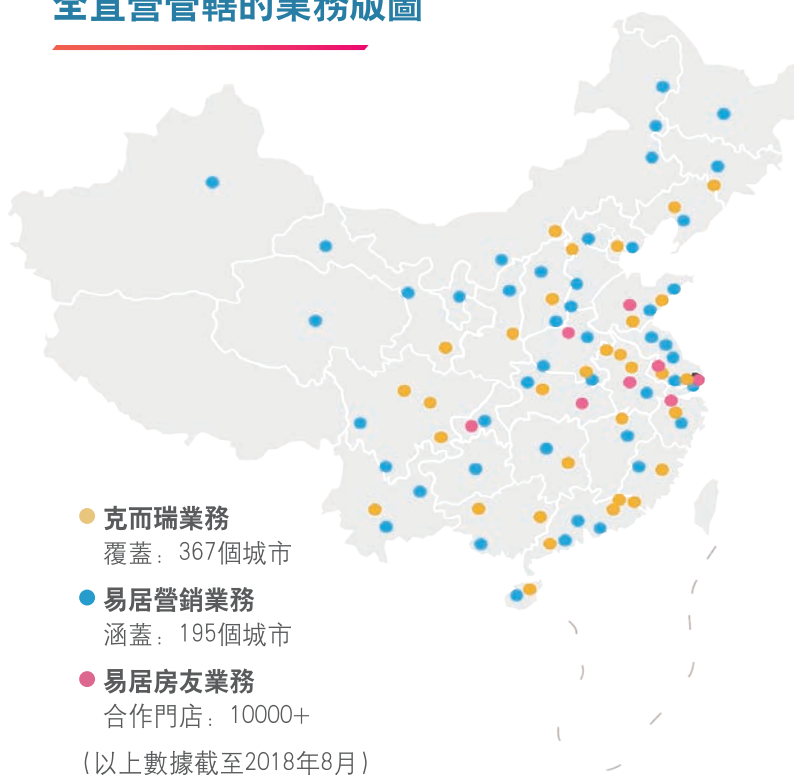 全直營管轄的業務版圖
克而瑞業務
覆蓋：367個城市
易居營銷業務
涵蓋：195個城市
易居房友業務
合作門店：10000+
（以上數據截至2018年8月）